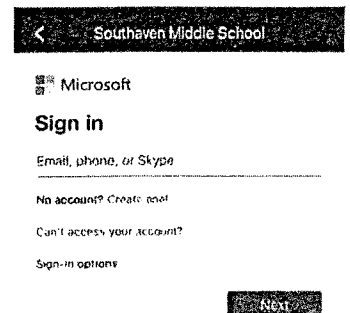 Southaven Middle School
Microsoft
Sign in
Email, phone, or Skype
No account? Create one!
Can't access your account?
Sign-in options
Next